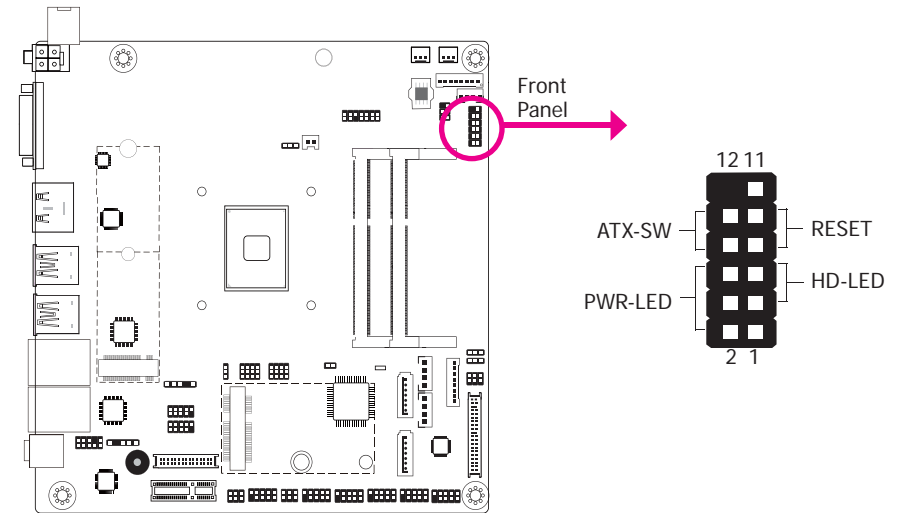 Front
Panel
12 11
ATX-SW
RESET
HD-LED
PWR-LED
2 1